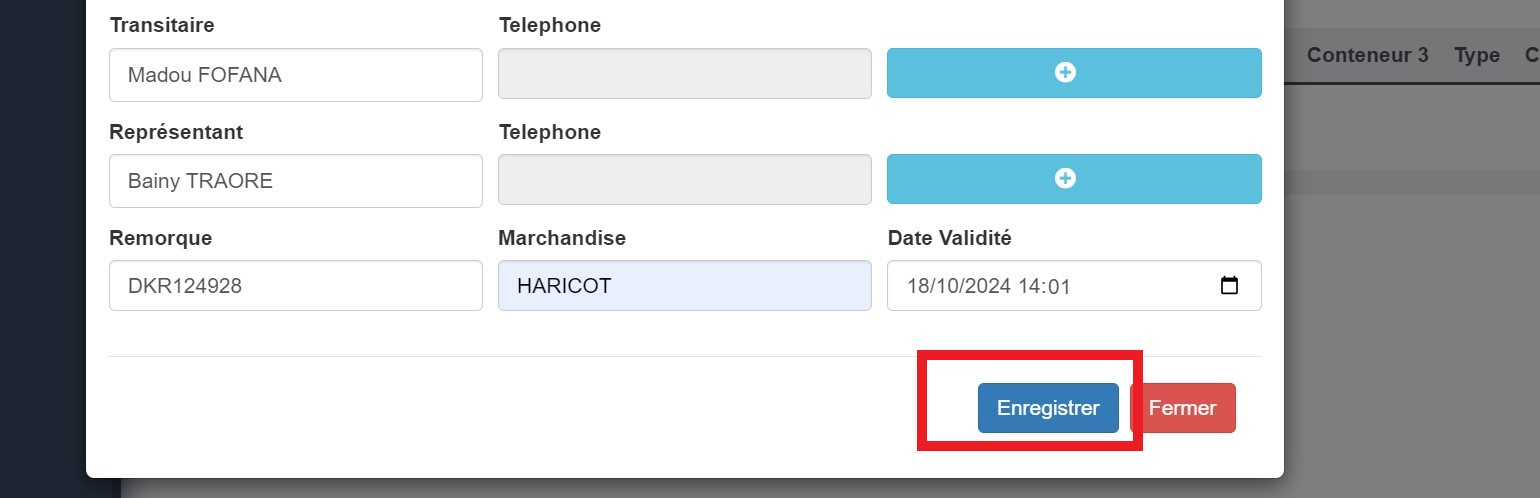 Transitaire Telephone
Madou FOFANA
Conteneur 3 Type C
Représentant Telephone
Bainy TRAORE
Remorque Marchandise Date Validité
DKR124928 HARICOT 18/10/2024 14:01
Enregistrer Fermer